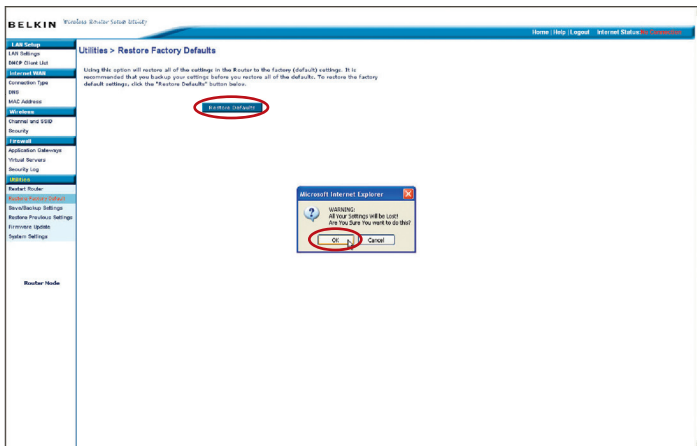 BELKIN Wireless Router Setup Utility
Home | Help | Logout Internet Status: No Connection
LAN Setup
LAN Settings
DHCP Client List
Internet WAN
Connection Type
DNS
MAC Address
Wireless
Channel and SSID
Security
Firewall
Application Gateways
Virtual Servers
Security Log
Utilities
Restart Router
Restore Factory Default
Save/Backup Settings
Restore Previous Settings
Firmware Update
System Settings
Router Mode
Utilities > Restore Factory Defaults
Using this option will restore all of the settings in the Router to the factory (default) settings. It is
recommended that you backup your settings before you restore all of the defaults. To restore the factory
default settings, click the "Restore Defaults" button below.
Restore Defaults
Microsoft Internet Explorer
WARNING:
All Your Settings Will be Lost!
Are You Sure You want to do this?
OK Cancel